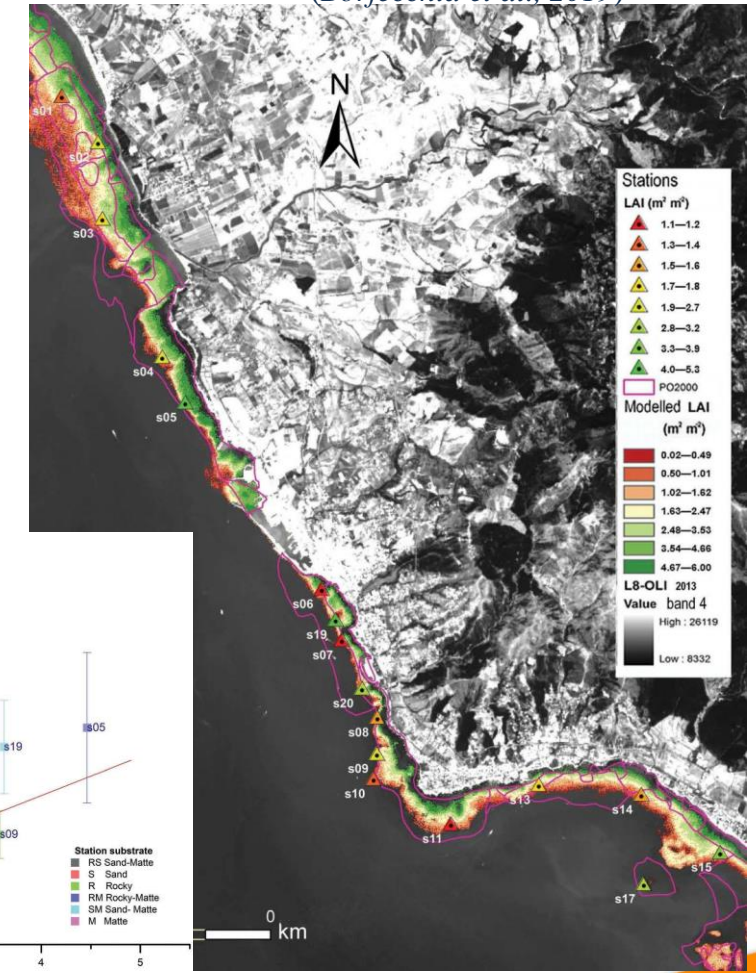 (Borfecchia et al., 2019)
N
s01
s02
s03
s04
s05
s06
s19
s07
s20
s08
s09
s10
s11
s13
s14
s15
s17
Stations
LAI (m² m²)
1.1—1.2
1.3—1.4
1.5—1.6
1.7—1.8
1.9—2.7
2.8—3.2
3.3—3.9
4.0—5.3
PO2000
Modelled LAI
(m² m²)
0.02—0.49
0.50—1.01
1.02—1.62
1.63—2.47
2.48—3.53
3.54—4.66
4.67—6.00
L8-OLI 2013
Value band 4
High : 26119
Low : 8332
s05
s19
s09
Station substrate
RS Sand-Matte
S Sand
R Rocky
RM Rocky-Matte
SM Sand- Matte
M Matte
4 5
0
km